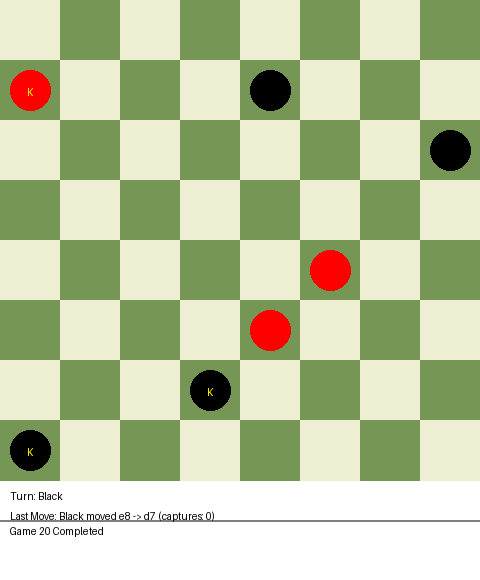 K
K
K
Turn: Black
Last Move: Black moved e8 -> d7 (captures: 0)
Game 20 Completed